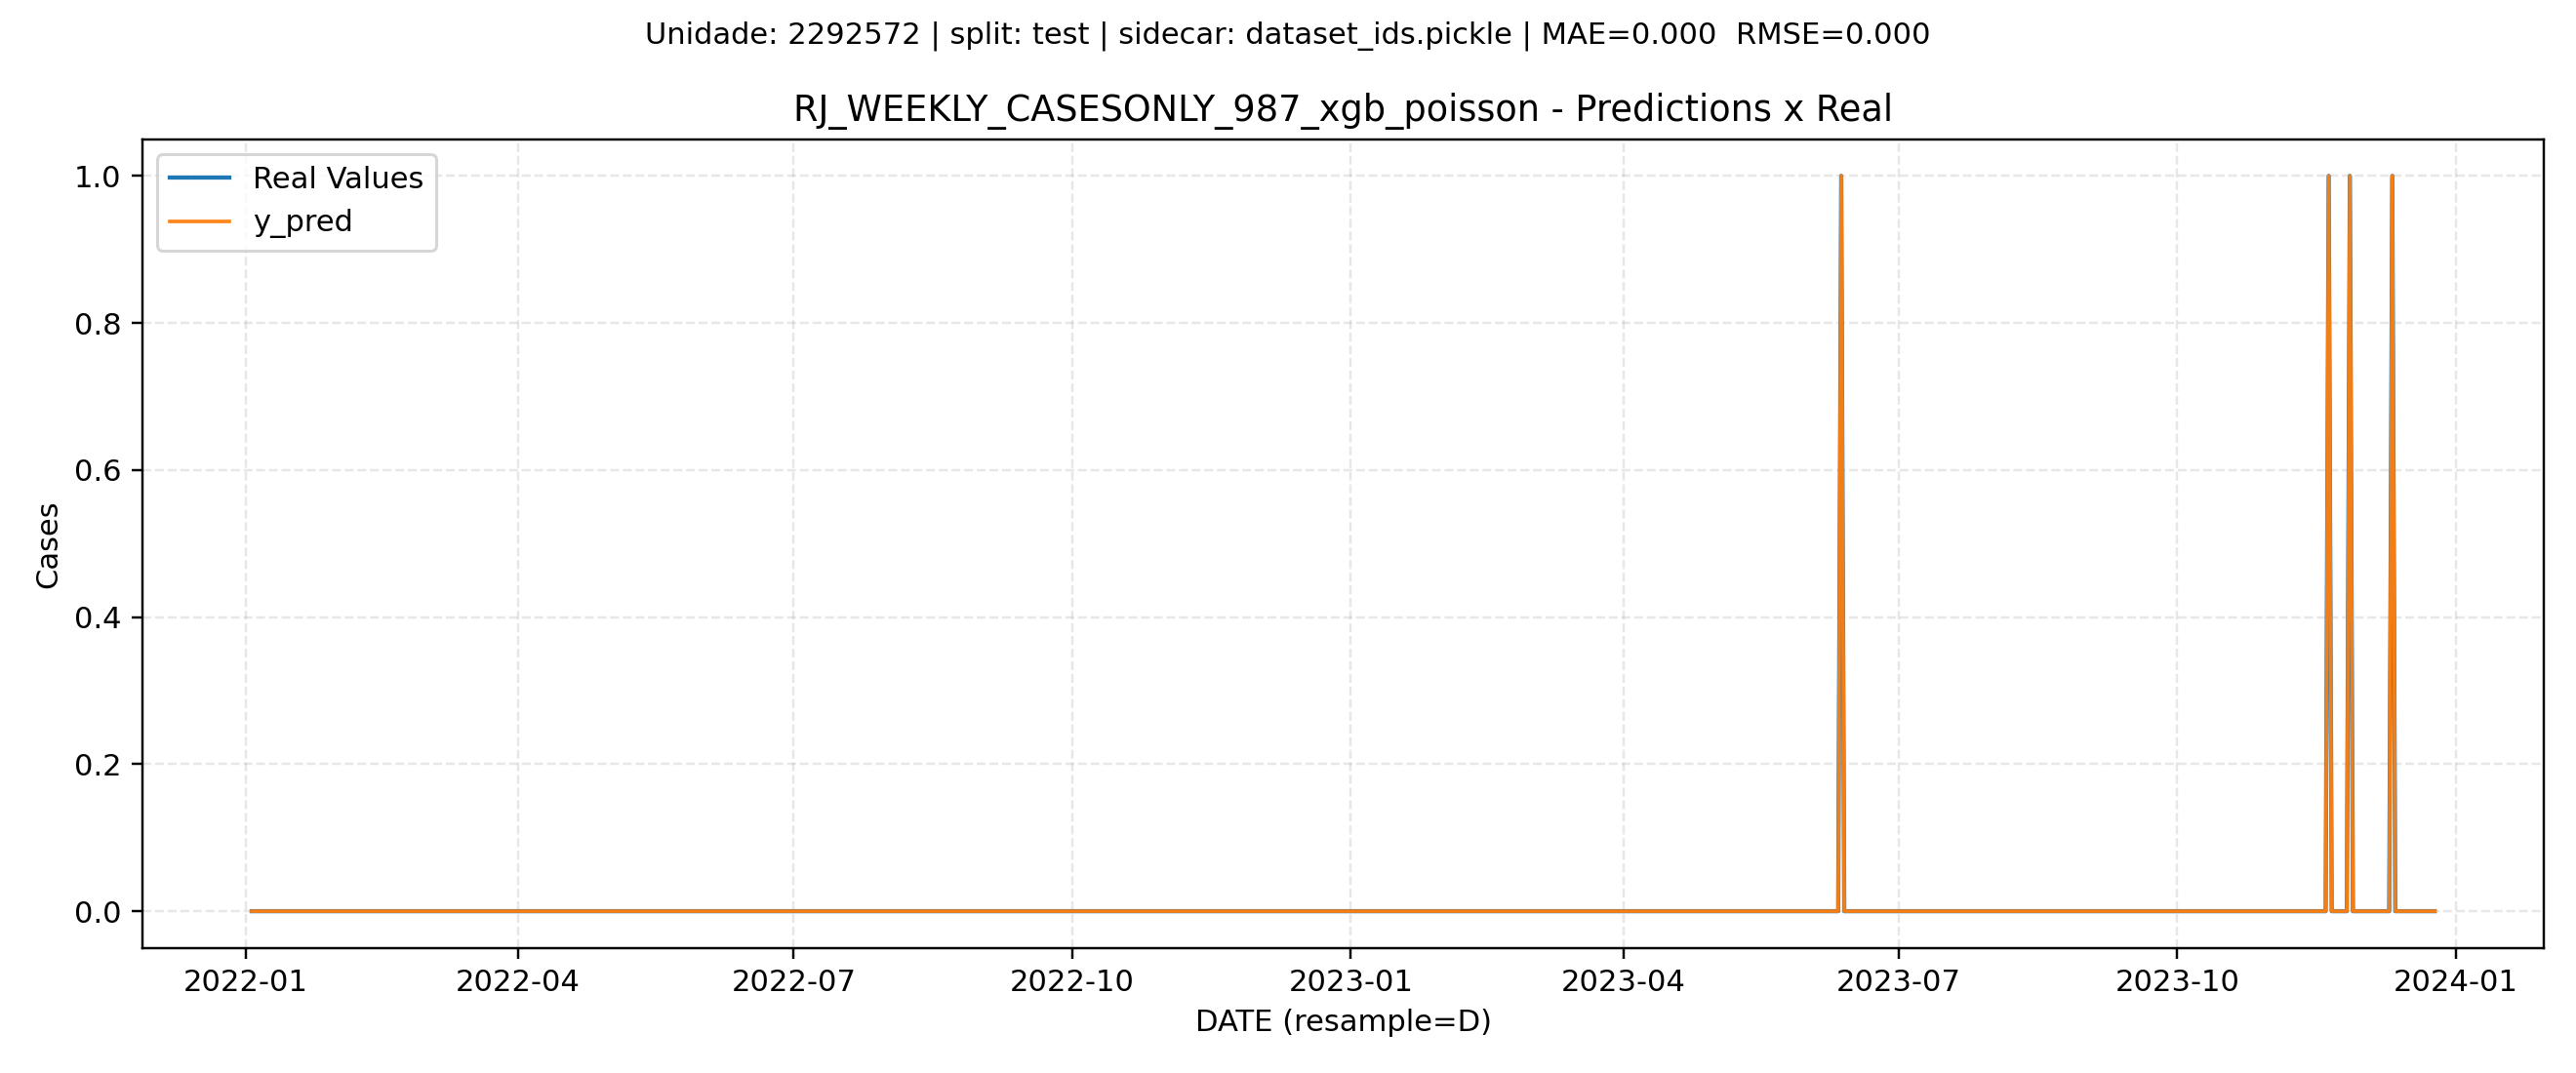 Unidade: 2292572 | split: test | sidecar: dataset_ids.pickle | MAE=0.000  RMSE=0.000
RJ_WEEKLY_CASESONLY_987_xgb_poisson - Predictions x Real
Real Values
y_pred
1.0
0.8
0.6
0.4
0.2
0.0
Cases
2022-01
2022-04
2022-07
2022-10
2023-01
2023-04
2023-07
2023-10
2024-01
DATE (resample=D)